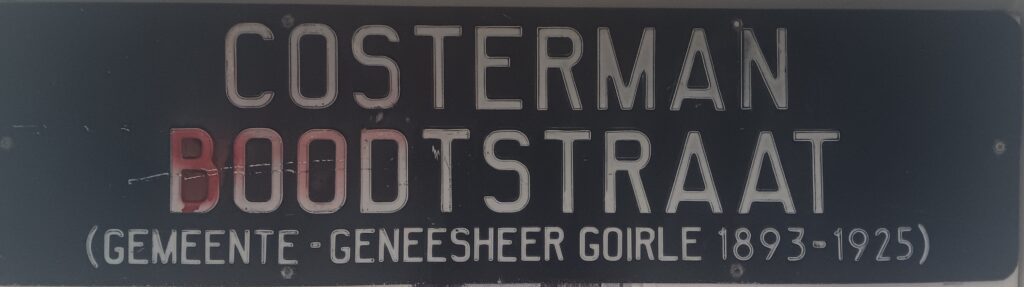 COSTERMAN
BOODTSTRAAT
(GEMEENTE - GENEESHEER GOIRLE 1893-1925)